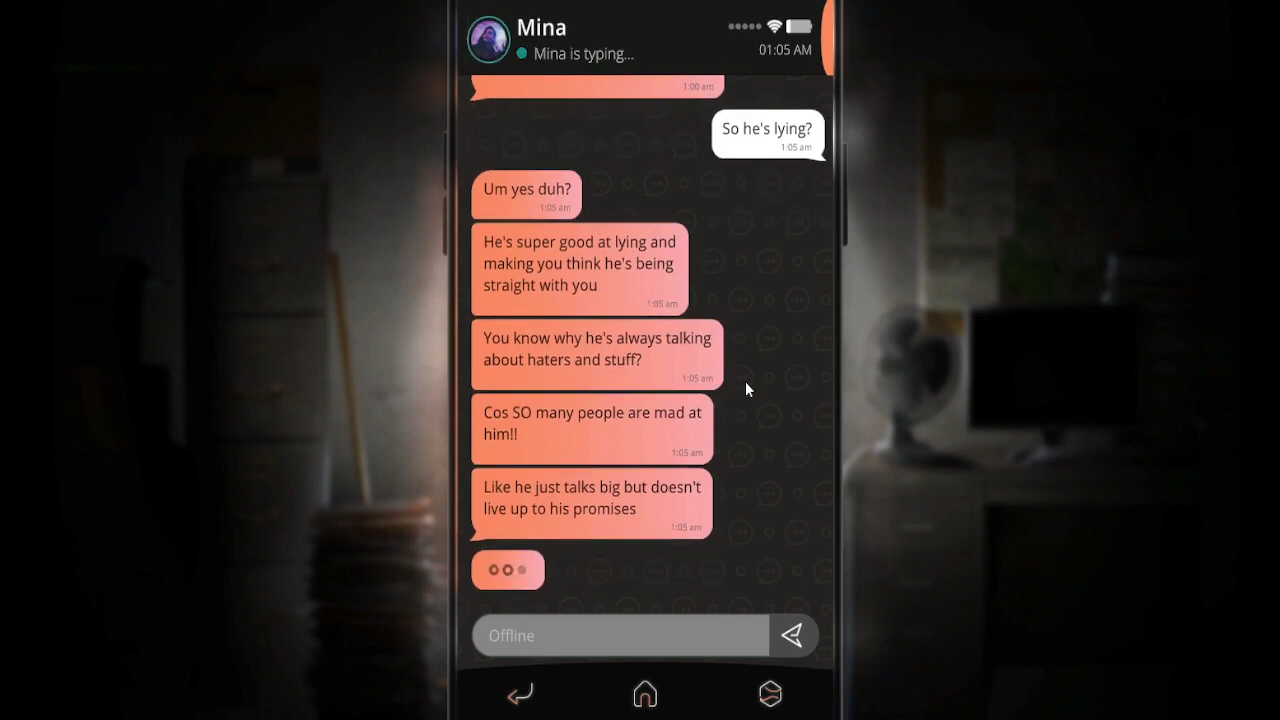 Mina
Mina is typing...
01:05 AM
1:00 am
So he's lying?
1:05 am
Um yes duh?
1:05 am
He's super good at lying and
making you think he's being
straight with you
1:05 am
You know why he's always talking
about haters and stuff?
1:05 am
Cos SO many people are mad at
him!!
1:05 am
Like he just talks big but doesn't
live up to his promises
1:05 am
Offline